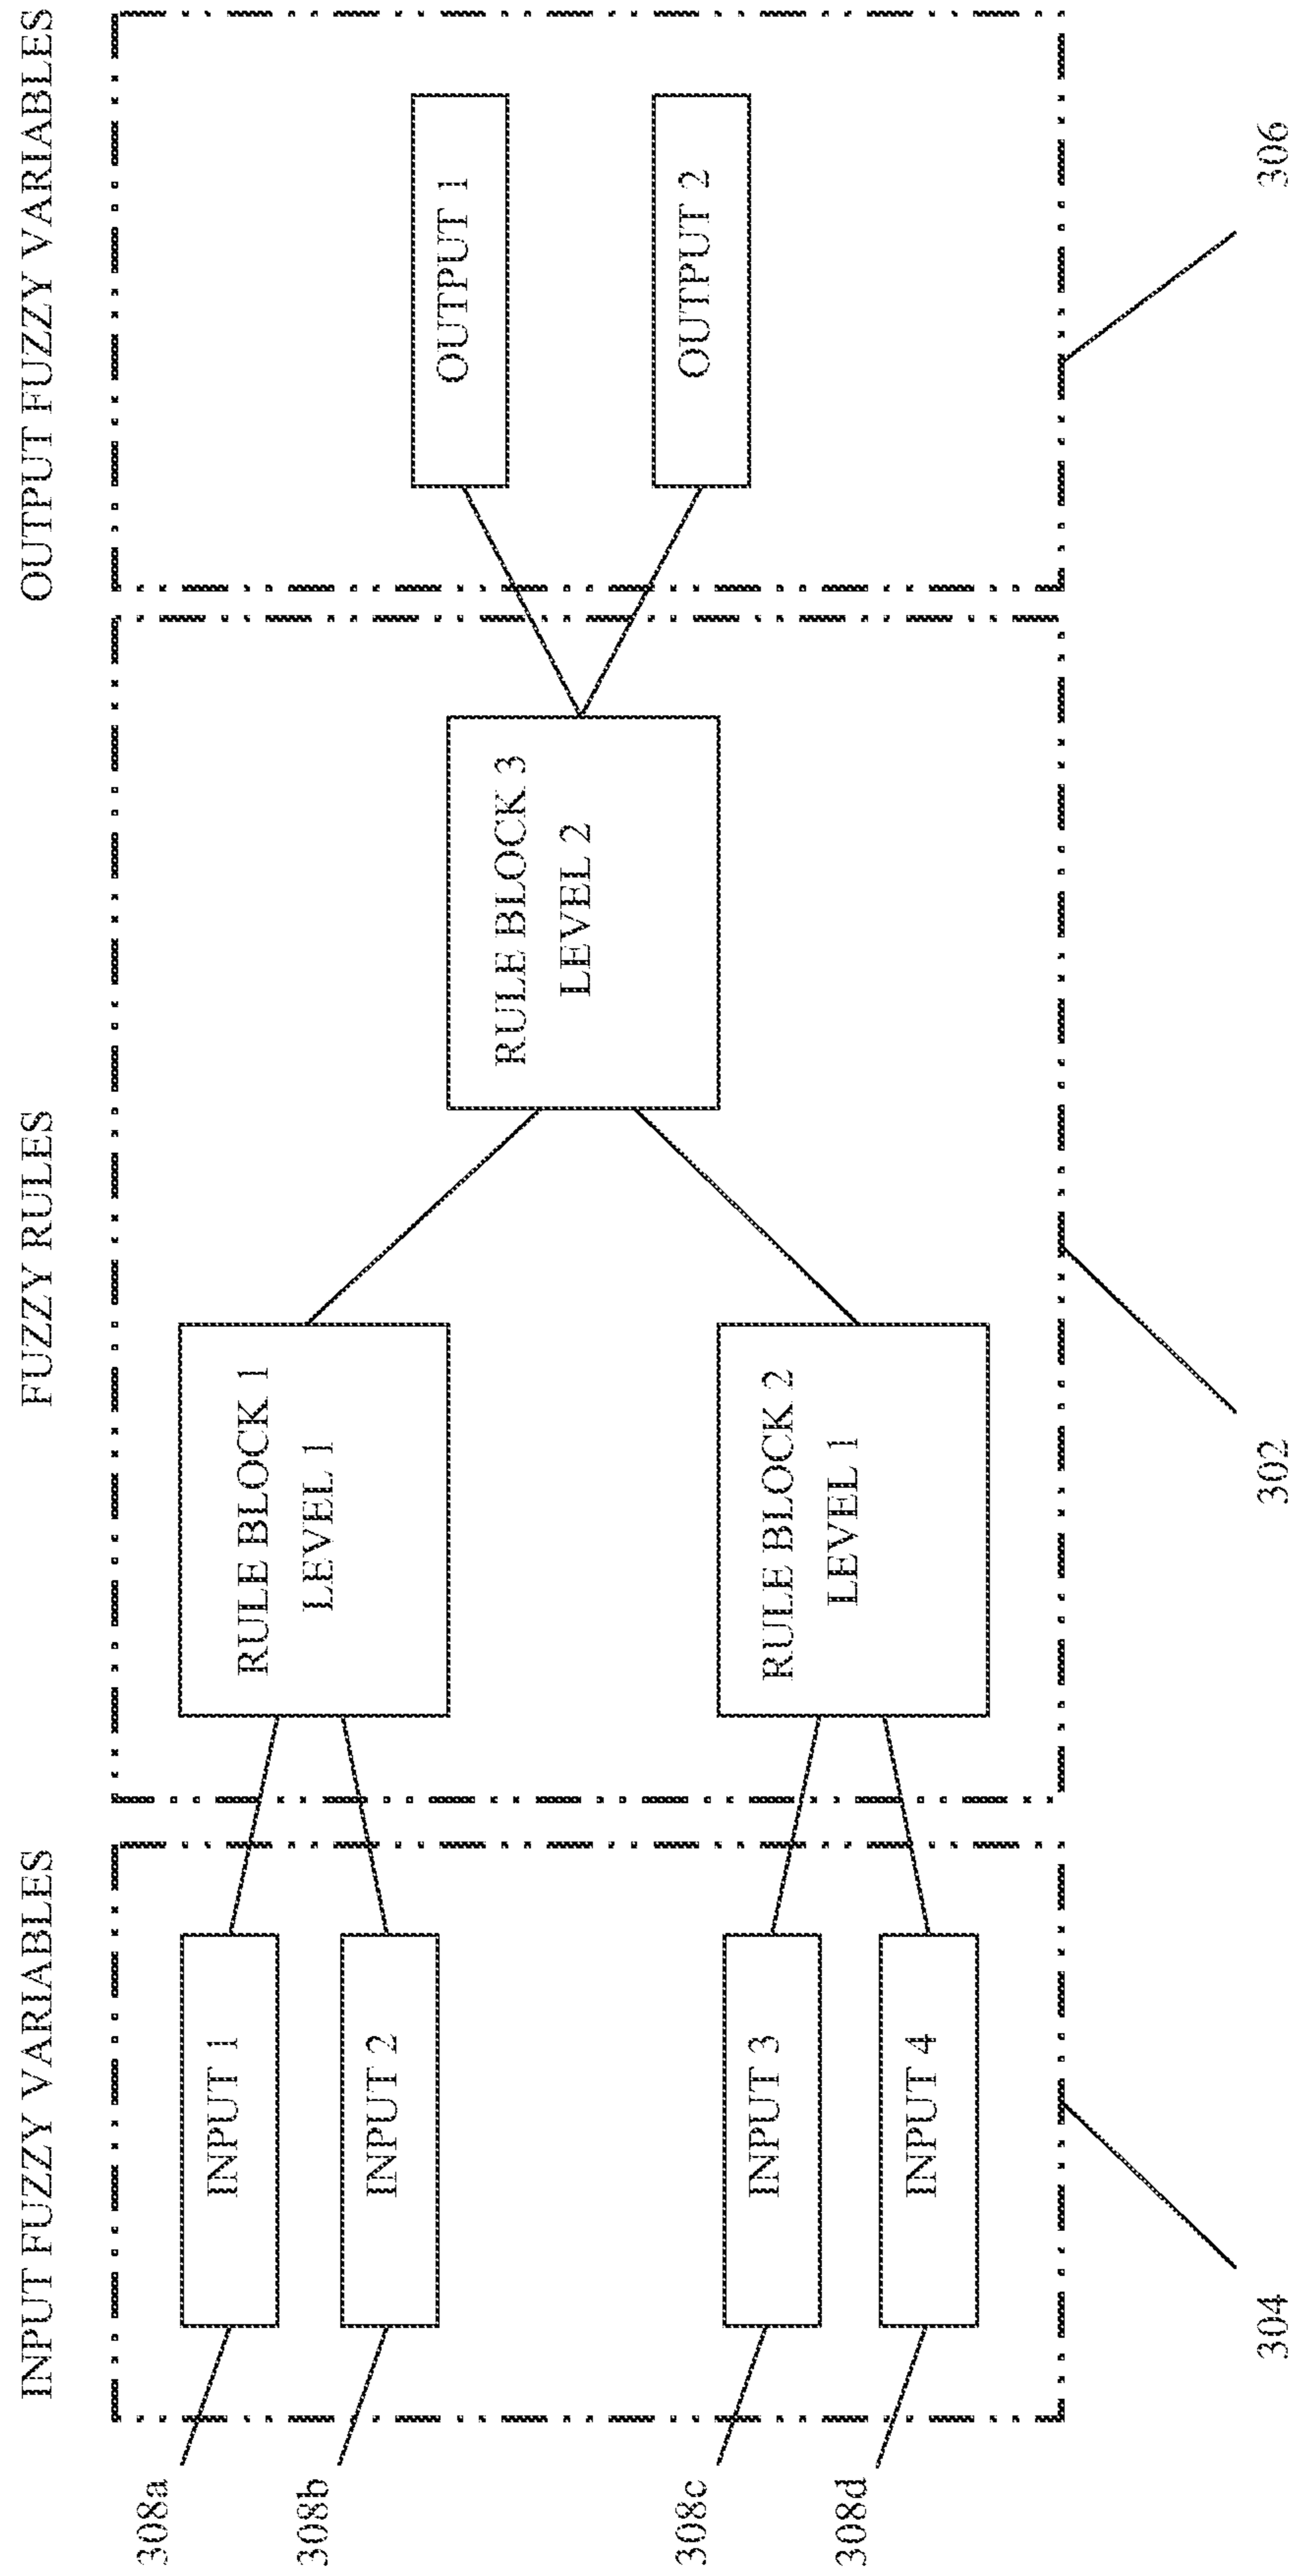 INPUT FUZZY VARIABLES
FUZZY RULES
OUTPUT FUZZY VARIABLES
308a
INPUT 1
308b
INPUT 2
308c
INPUT 3
308d
INPUT 4
RULE BLOCK 1
LEVEL 1
RULE BLOCK 2
LEVEL 1
RULE BLOCK 3
LEVEL 2
OUTPUT 1
OUTPUT 2
304
302
306